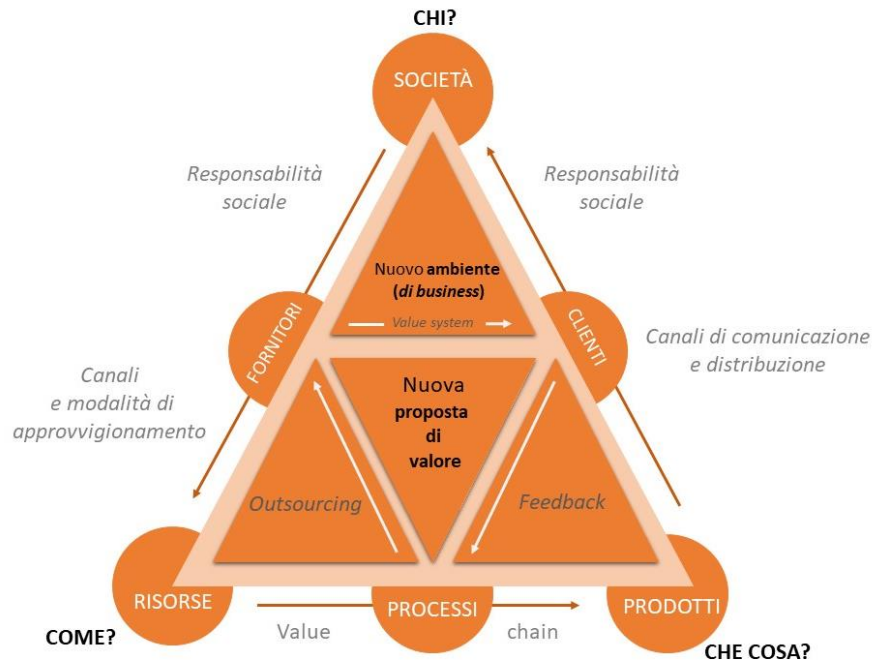 CHI?
SOCIETÀ
Responsabilità
sociale
Responsabilità
sociale
Nuovo ambiente
(di business)
Value system
FORNITORI
CLIENTI
Canali di comunicazione
e distribuzione
Canali
e modalità di
approvvigionamento
Nuova
proposta
di
valore
Outsourcing
Feedback
RISORSE
PROCESSI
PRODOTTI
Value
chain
COME?
CHE COSA?